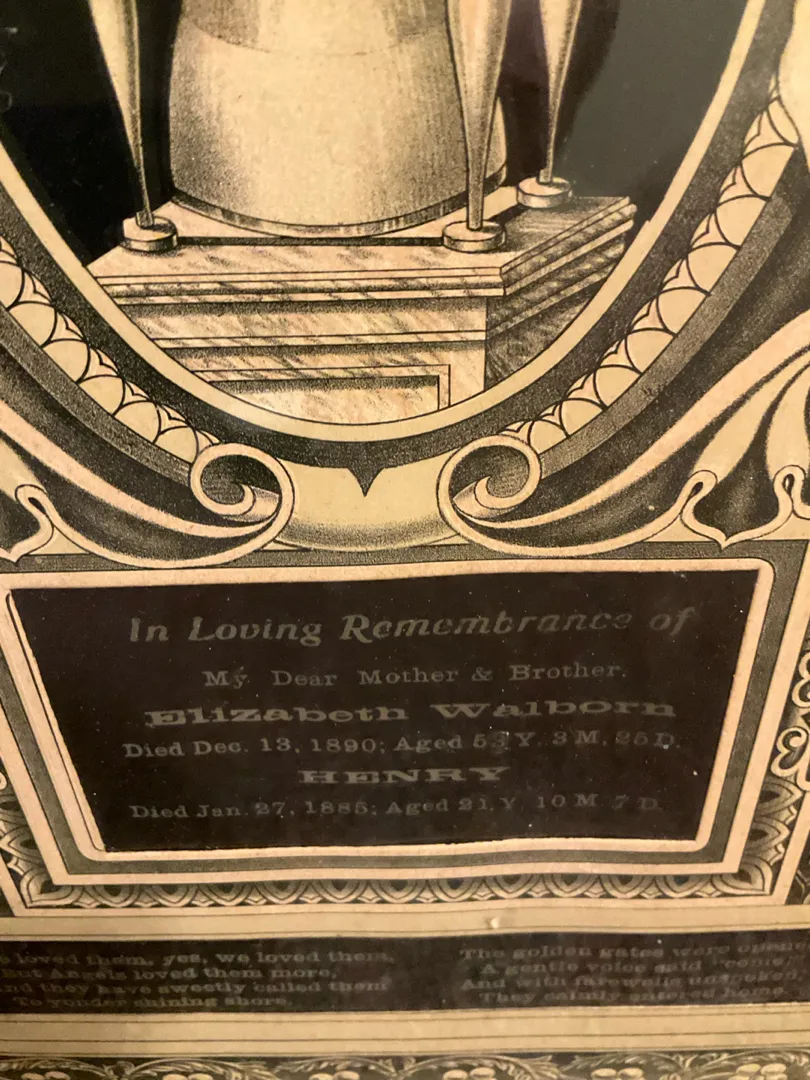 In Loving Remembrance of
My Dear Mother & Brother.
Elizabeth Walborn
Died Dec. 13, 1890; Aged 53 Y. 3 M. 25 D.
HENRY
Died Jan. 27, 1885; Aged 21 Y 10 M 7 D.
loved them, yes, we loved them,
But Angels loved them more,
And they have sweetly called them
To yonder shining shore.
The golden gates were opened
A gentle voice said "come,
And with farewells unspoken
They calmly entered home.